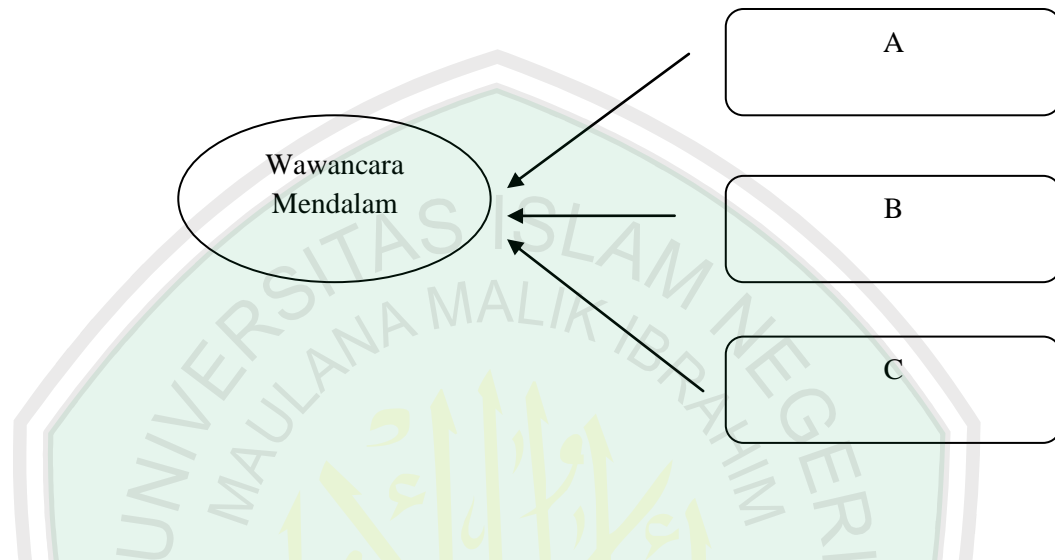 A
Wawancara
Mendalam
B
C
UNIVERSITAS ISLAM NEGERI
MAULANA MALIK IBRAHIM